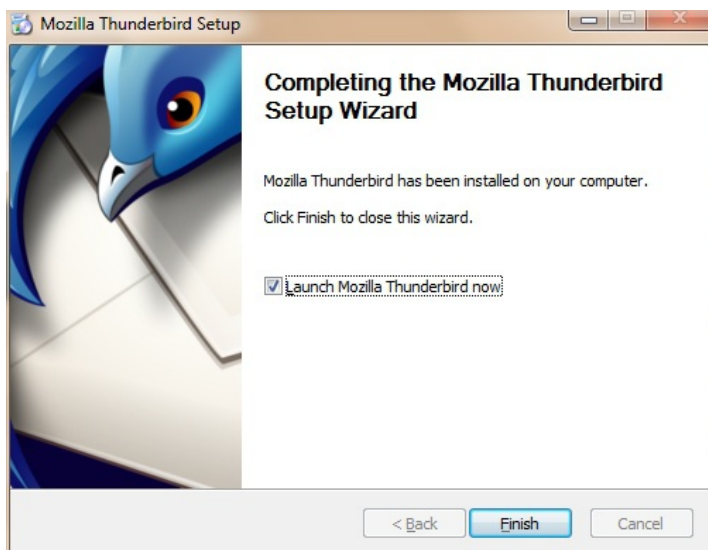 Mozilla Thunderbird Setup
Completing the Mozilla Thunderbird
Setup Wizard
Mozilla Thunderbird has been installed on your computer.
Click Finish to close this wizard.
Launch Mozilla Thunderbird now
< Back Finish Cancel